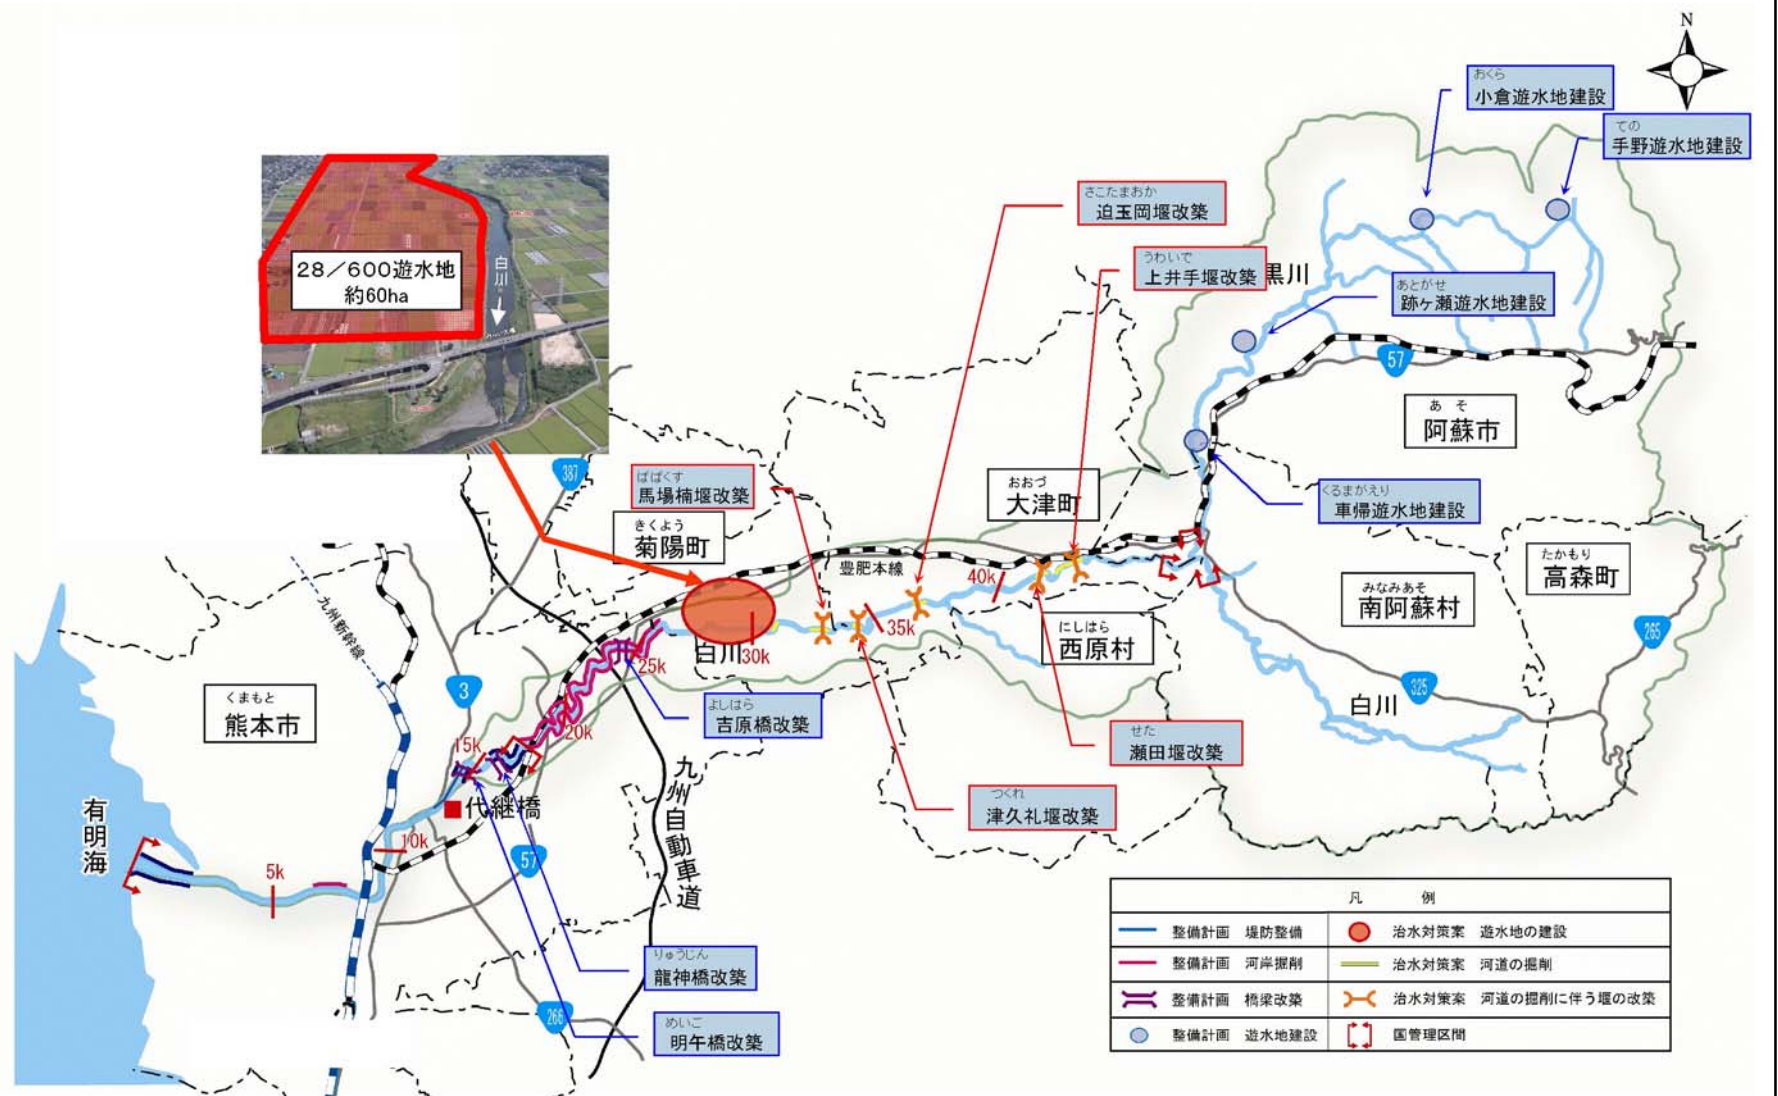 N
おくら
小倉遊水地建設
ての
手野遊水地建設
さこたまおか
迫玉岡堰改築
うわいで
上井手堰改築
黒川
あとがせ
跡ヶ瀬遊水地建設
28/600遊水地
約60ha
白川
57
あそ
阿蘇市
387
ばばくす
馬場楠堰改築
おおづ
大津町
くるまがえり
車帰遊水地建設
きくよう
菊陽町
豊肥本線
40k
たかもり
高森町
みなみあそ
南阿蘇村
九州新幹線
35k
にしはら
西原村
265
白川
30k
25k
325
白川
くまもと
熊本市
3
よしはら
吉原橋改築
20k
15k
せた
瀬田堰改築
九州自動車道
つくれ
津久礼堰改築
代継橋
有明海
10k
57
5k
りゅうじん
龍神橋改築
266
めいご
明午橋改築
凡例
整備計画 堤防整備
治水対策案 遊水地の建設
整備計画 河岸掘削
治水対策案 河道の掘削
整備計画 橋梁改築
治水対策案 河道の掘削に伴う堰の改築
整備計画 遊水地建設
国管理区間